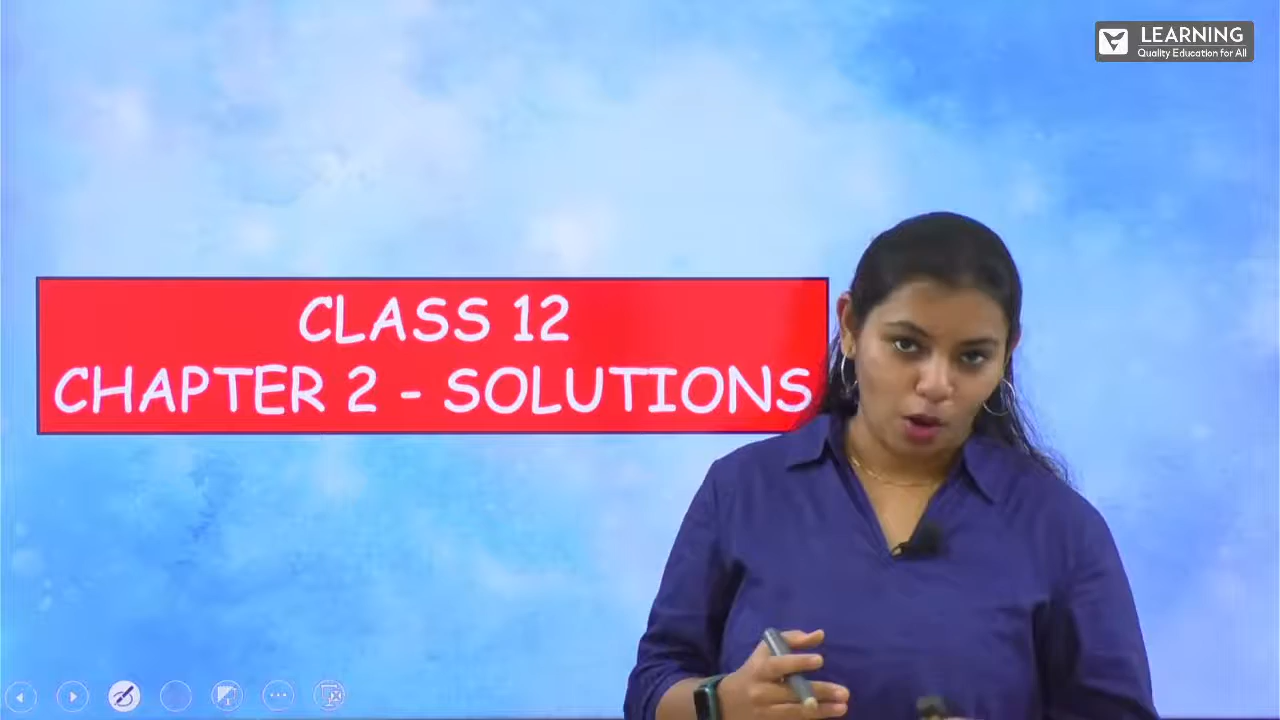 LEARNING
Quality Education for All
CLASS 12
CHAPTER 2 - SOLUTIONS